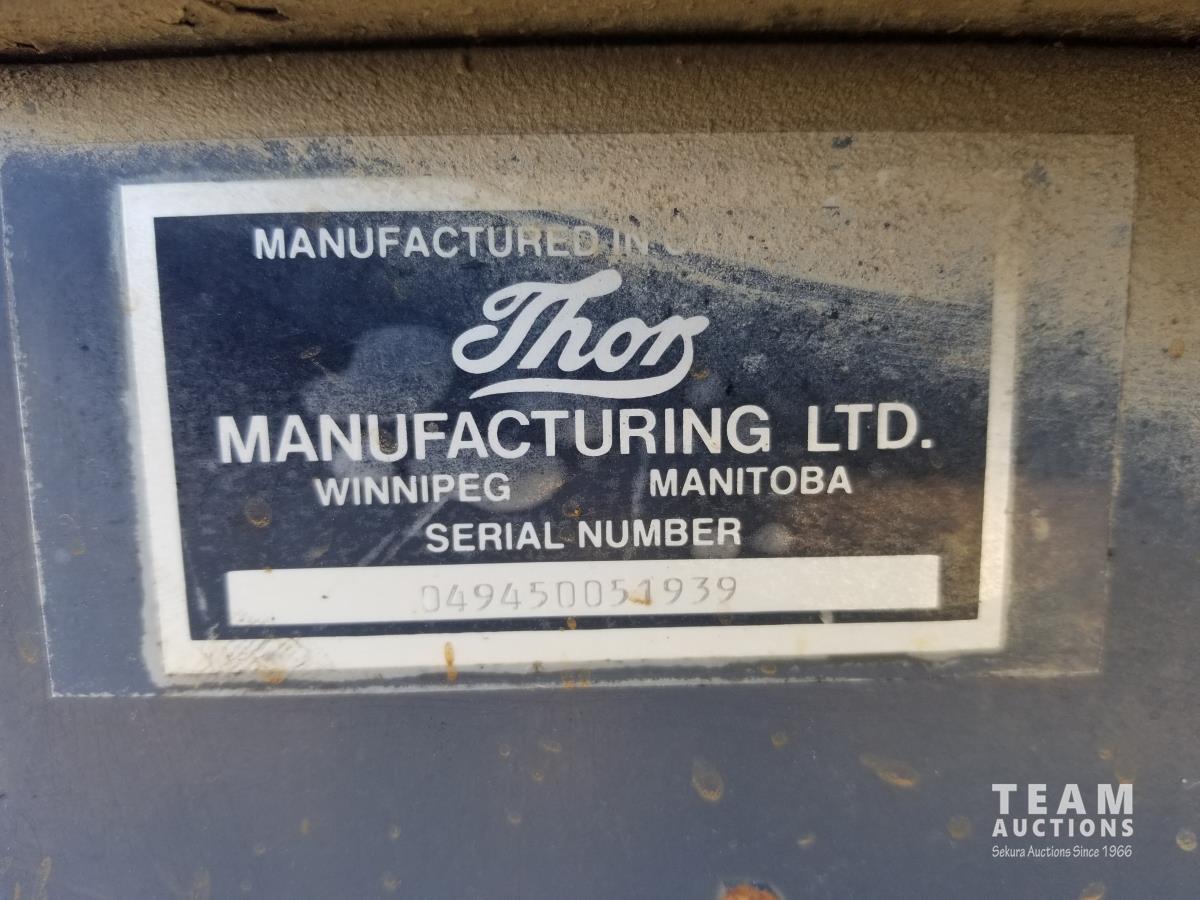 MANUFACTURED IN
Thor
MANUFACTURING LTD.
WINNIPEG MANITOBA
SERIAL NUMBER
049450051939
TEAM
AUCTIONS
Sekura Auctions Since 1966